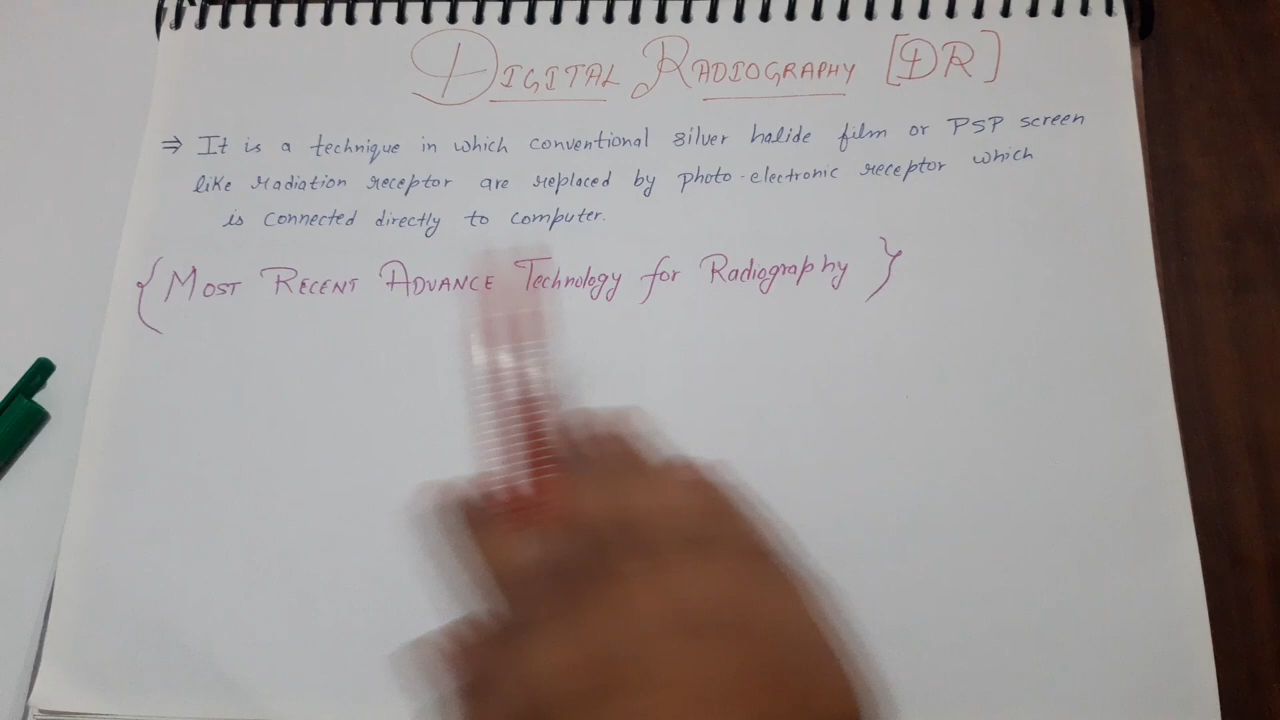 DIGITAL RADIOGRAPHY [DR]
⇒ It is a technique in which conventional silver halide film or PSP screen
like radiation receptor are replaced by photo-electronic receptor which
is connected directly to computer.
{MOST RECENT ADVANCE Technology for Radiography}